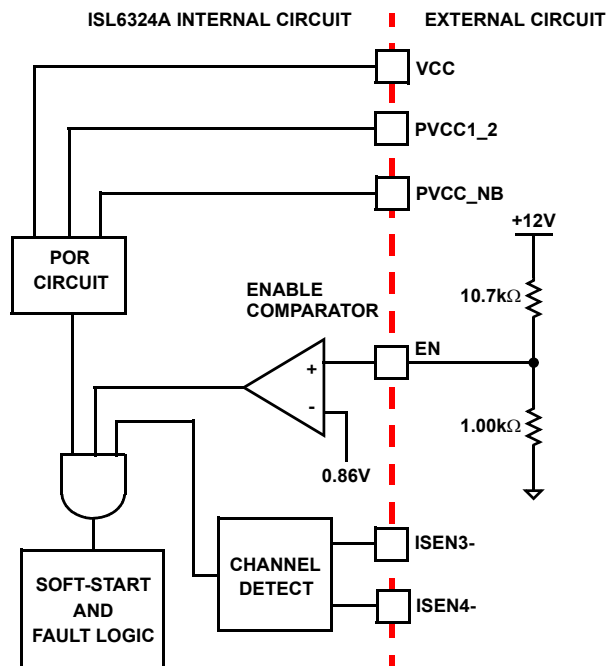 ISL6324A INTERNAL CIRCUIT
EXTERNAL CIRCUIT
VCC
PVCC1_2
PVCC_NB
+12V
POR
CIRCUIT
10.7kΩ
ENABLE
COMPARATOR
EN
+
-
1.00kΩ
0.86V
ISEN3-
CHANNEL
DETECT
ISEN4-
SOFT-START
AND
FAULT LOGIC